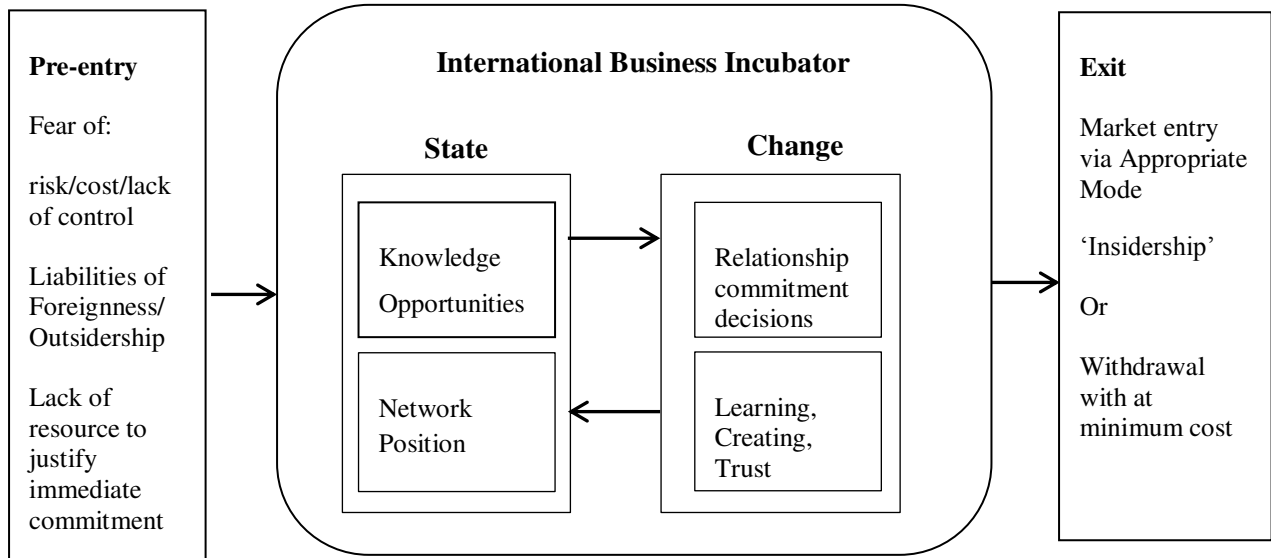 Pre-entry
Fear of:
risk/cost/lack
of control
Liabilities of
Foreignness/
Outsidership
Lack of
resource to
justify
immediate
commitment
International Business Incubator
State
Knowledge
Opportunities
Network
Position
Change
Relationship
commitment
decisions
Learning,
Creating,
Trust
Exit
Market entry
via Appropriate
Mode
‘Insidership’
Or
Withdrawal
with at
minimum cost